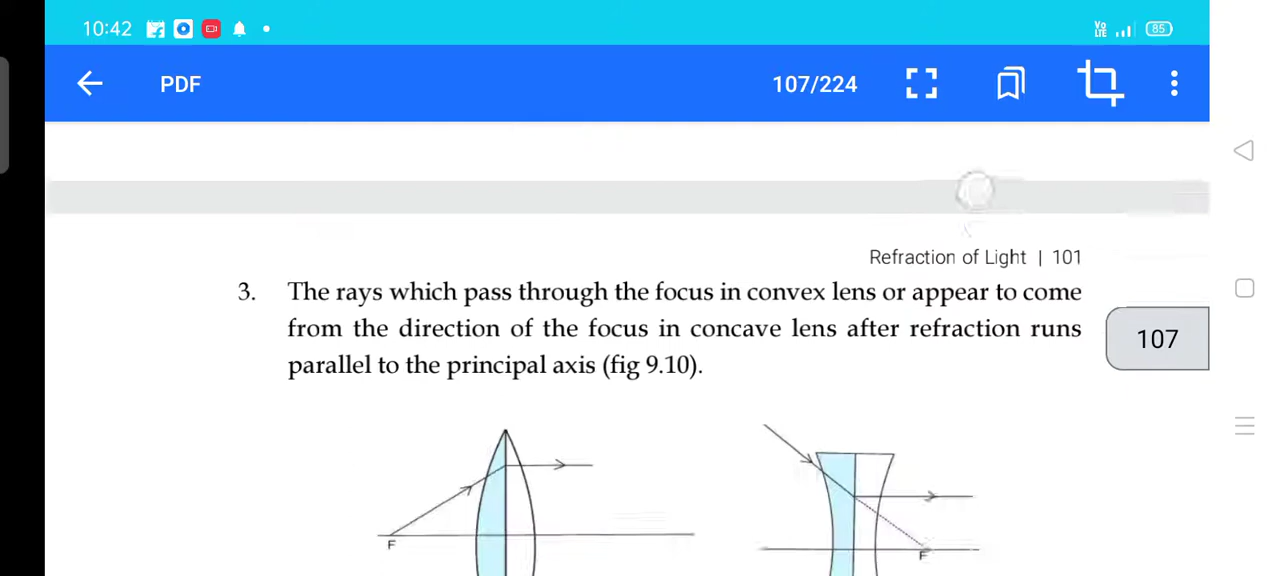 10:42 Vo LTE 85
PDF 107/224
Refraction of Light | 101
3. The rays which pass through the focus in convex lens or appear to come
from the direction of the focus in concave lens after refraction runs
parallel to the principal axis (fig 9.10).
107
F
F